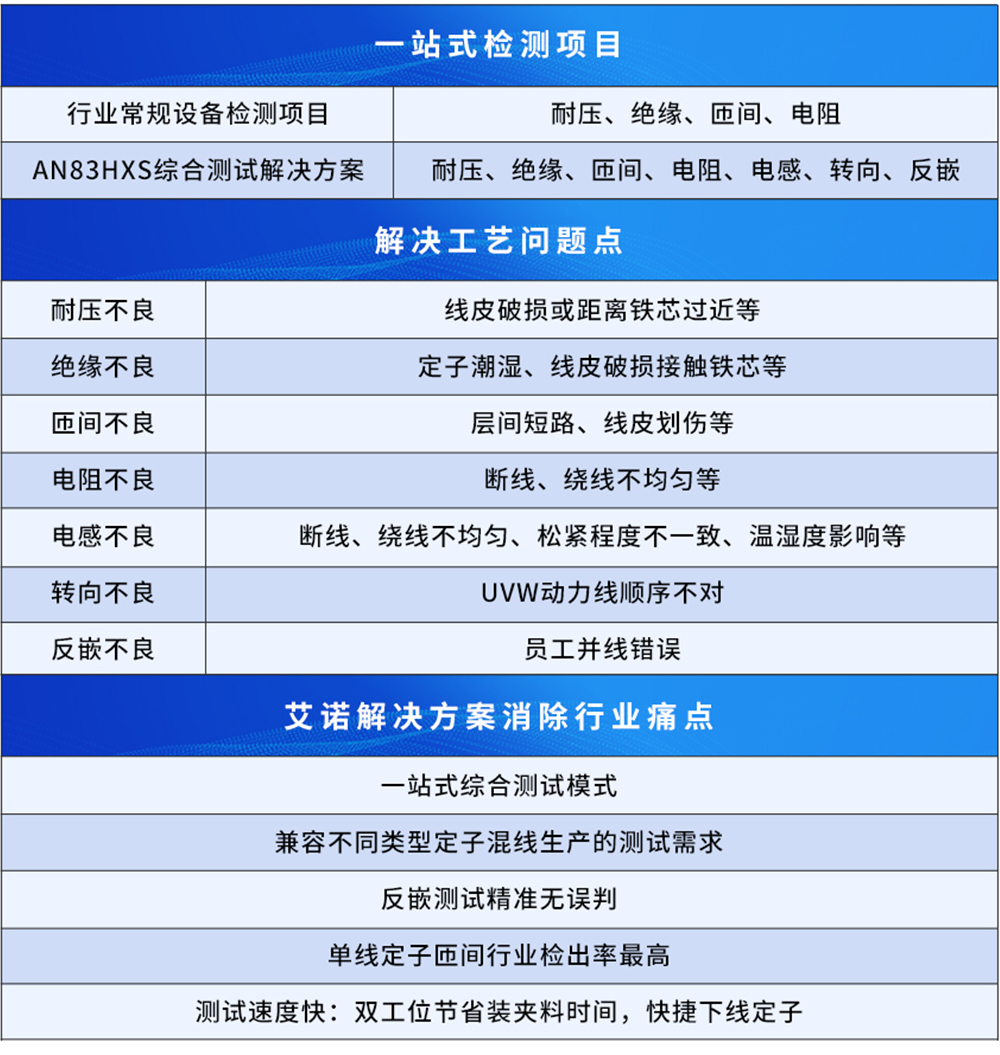 一站式检测项目
行业常规设备检测项目 耐压、绝缘、匝间、电阻
AN83HXS综合测试解决方案 耐压、绝缘、匝间、电阻、电感、转向、反嵌
解决工艺问题点
耐压不良 线皮破损或距离铁芯过近等
绝缘不良 定子潮湿、线皮破损接触铁芯等
匝间不良 层间短路、线皮划伤等
电阻不良 断线、绕线不均匀等
电感不良 断线、绕线不均匀、松紧程度不一致、温湿度影响等
转向不良 UVW动力线顺序不对
反嵌不良 员工并线错误
艾诺解决方案消除行业痛点
一站式综合测试模式
兼容不同类型定子混线生产的测试需求
反嵌测试精准无误判
单线定子匝间行业检出率最高
测试速度快：双工位节省装夹料时间，快捷下线定子